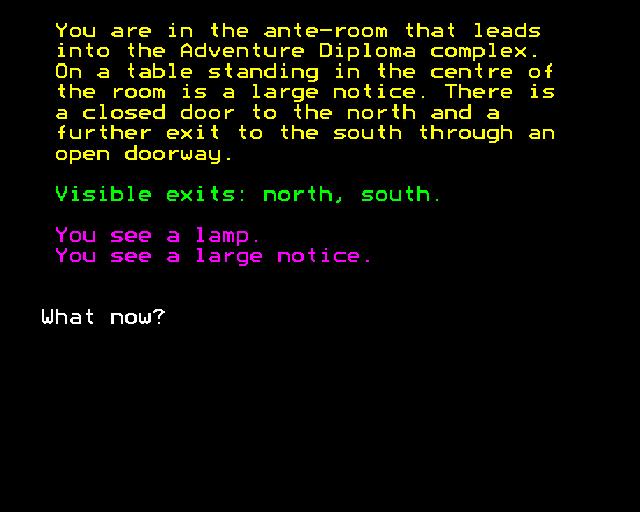 You are in the ante-room that leads
into the Adventure Diploma complex.
On a table standing in the centre of
the room is a large notice. There is
a closed door to the north and a
further exit to the south through an
open doorway.
Visible exits: north, south.
You see a lamp.
You see a large notice.
What now?